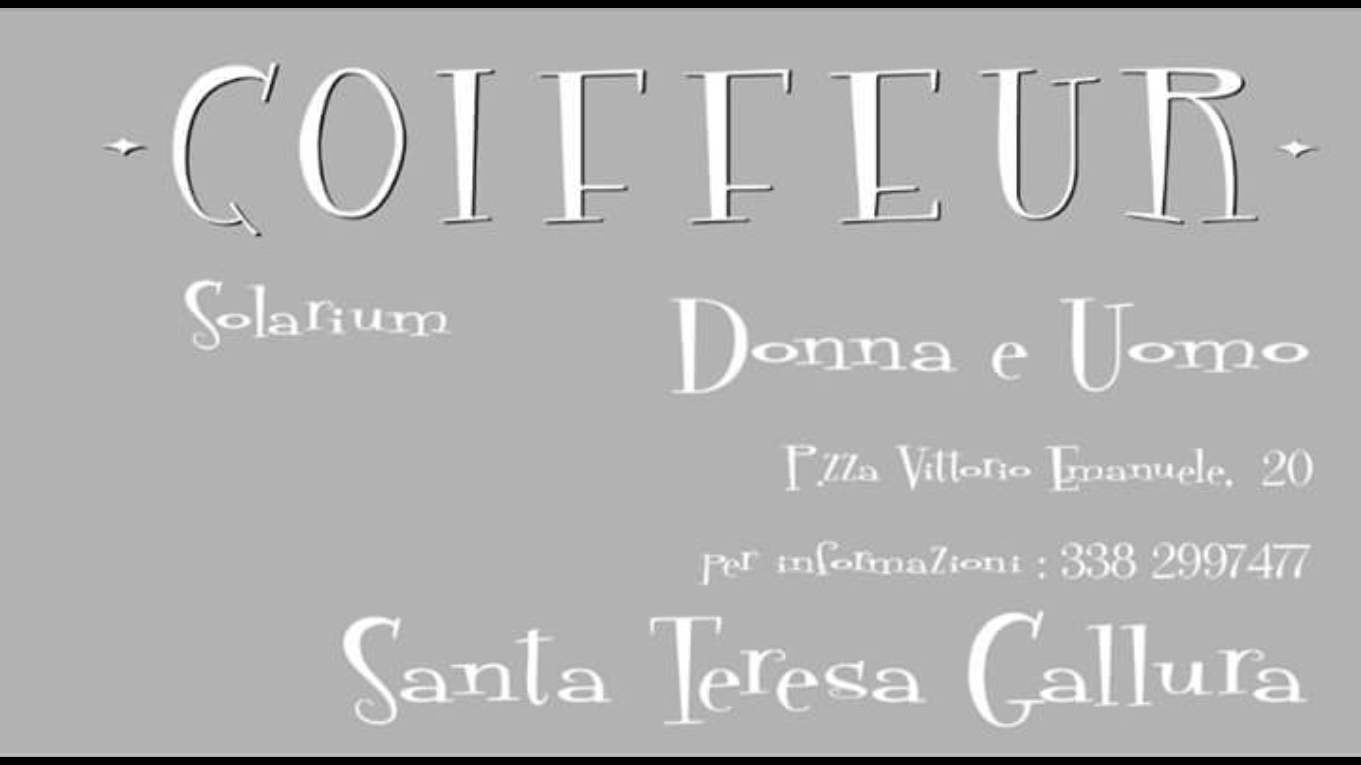 COIFFEUR
Solarium
Donna e Uomo
P.zza Vittorio Emanuele, 20
per informazioni : 338 2997477
Santa Teresa Gallura